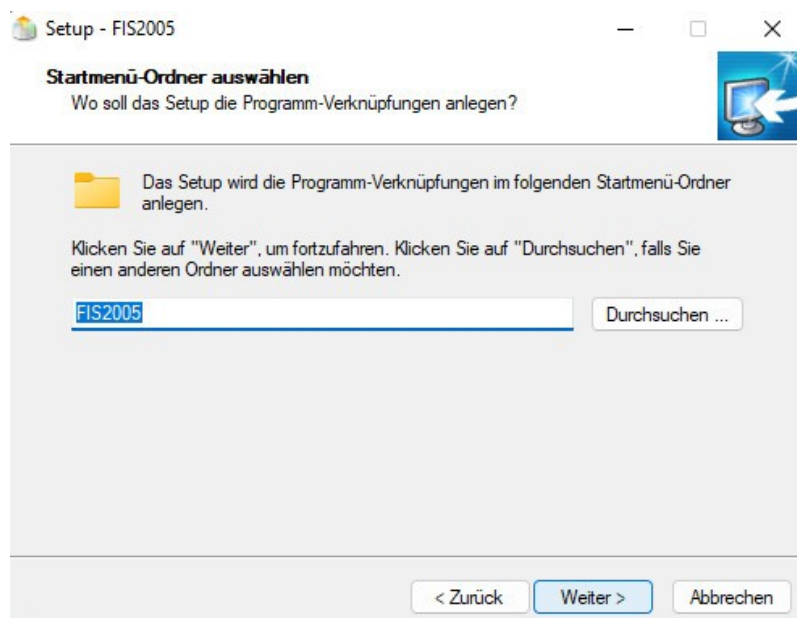 Setup - FIS2005
Startmenü-Ordner auswählen
Wo soll das Setup die Programm-Verknüpfungen anlegen?
Das Setup wird die Programm-Verknüpfungen im folgenden Startmenü-Ordner
anlegen.
Klicken Sie auf "Weiter", um fortzufahren. Klicken Sie auf "Durchsuchen", falls Sie
einen anderen Ordner auswählen möchten.
FIS2005
Durchsuchen ...
< Zurück
Weiter >
Abbrechen